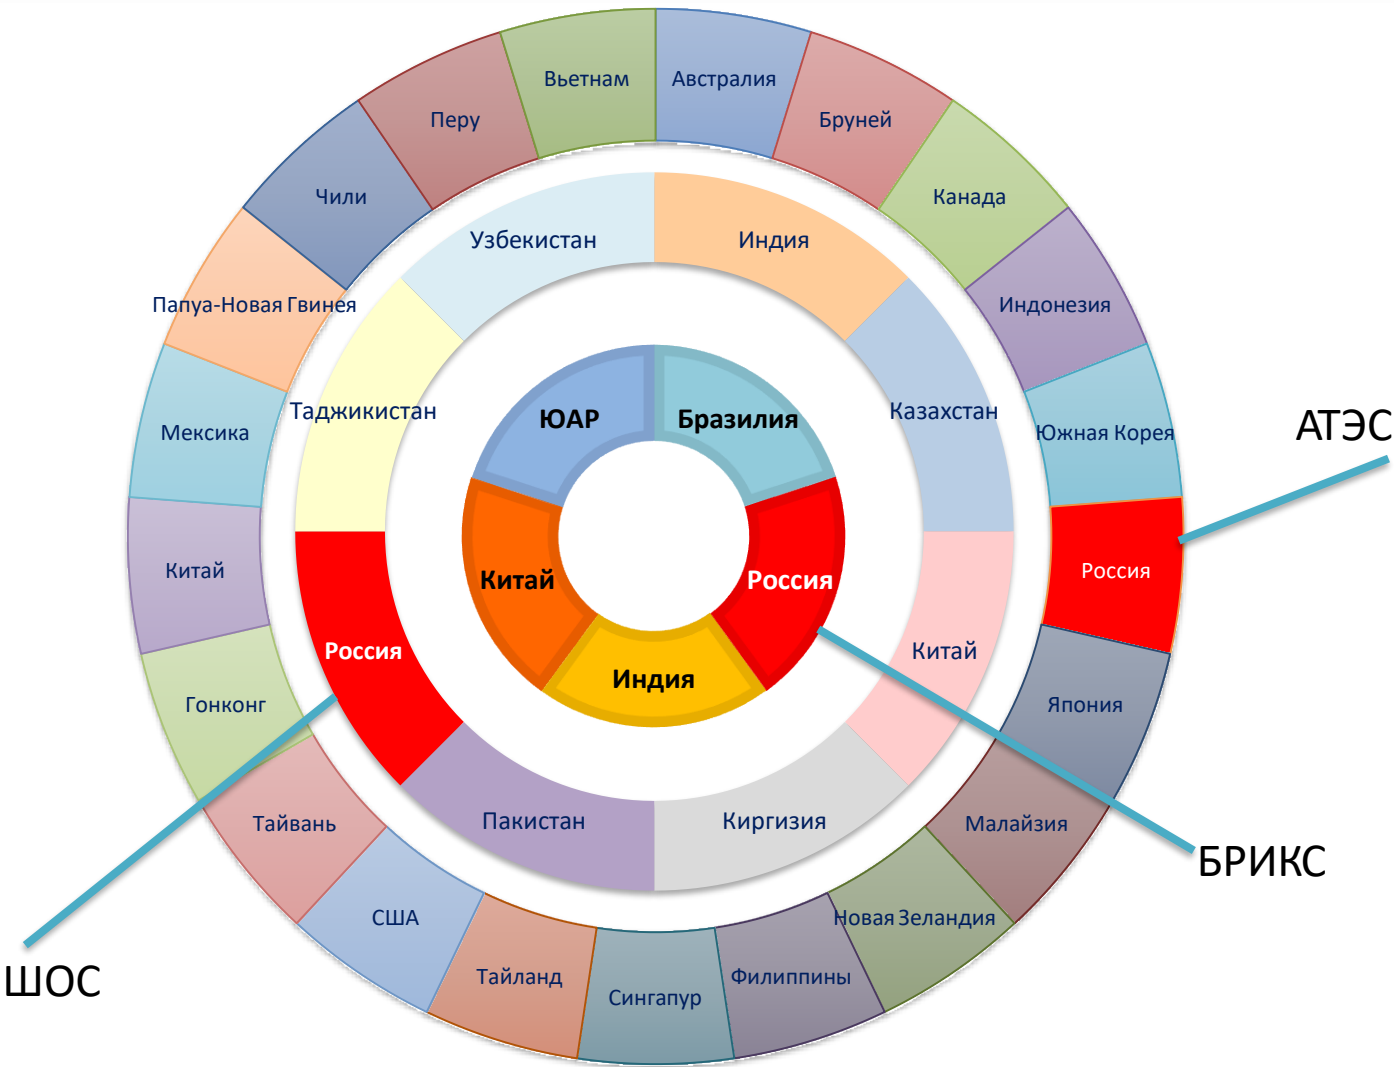 Вьетнам
Австралия
Перу
Бруней
Чили
Канада
Узбекистан
Индия
Папуа-Новая Гвинея
Индонезия
Таджикистан
ЮАР
Бразилия
Казахстан
Мексика
Южная Корея
АТЭС
Китай
Китай
Россия
Россия
Россия
Китай
Индия
Гонконг
Япония
Тайвань
Пакистан
Киргизия
Малайзия
БРИКС
США
Новая Зеландия
Тайланд
Сингапур
Филиппины
ШОС